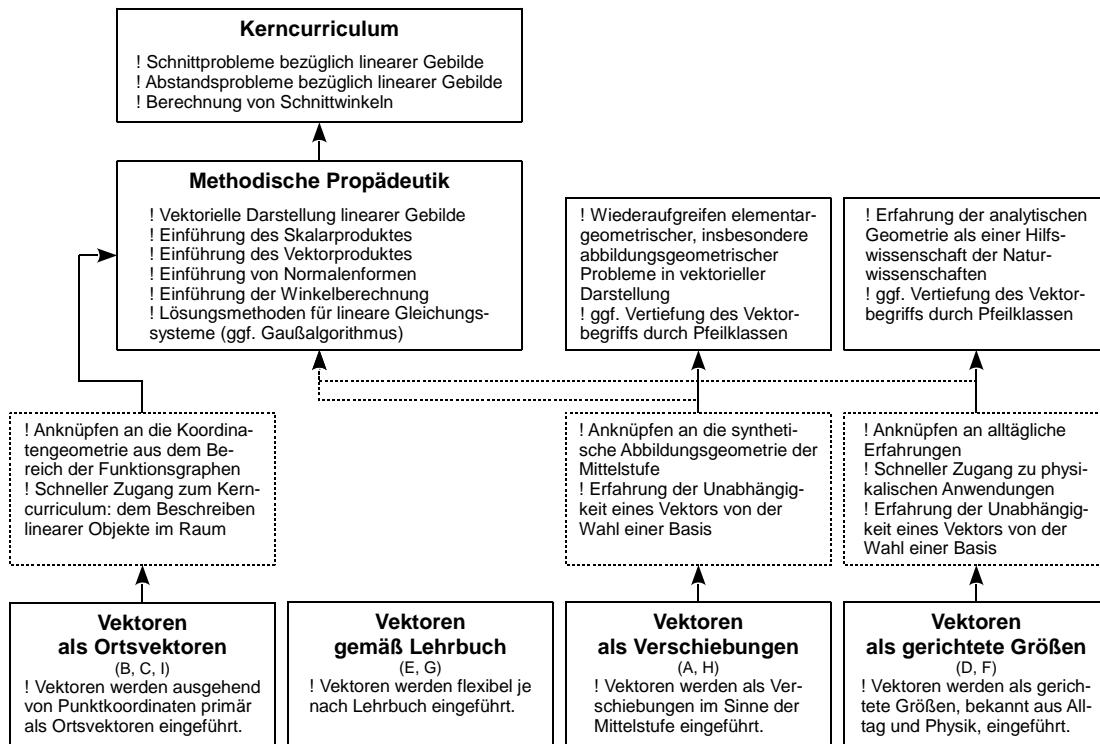 Kerncurriculum
! Schnittprobleme bezüglich linearer Gebilde
! Abstandsprobleme bezüglich linearer Gebilde
! Berechnung von Schnittwinkeln
Methodische Propädeutik
! Vektorielle Darstellung linearer Gebilde
! Einführung des Skalarproduktes
! Einführung des Vektorproduktes
! Einführung von Normalenformen
! Einführung der Winkelberechnung
! Lösungsmethoden für lineare Gleichungs-
systeme (ggf. Gaußalgorithmus)
! Wiederaufgreifen elementar-
geometrischer, insbesondere
abbildungsgeometrischer
Probleme in vektorieller
Darstellung
! ggf. Vertiefung des Vektor-
begriffs durch Pfeilklassen
! Erfahrung der analytischen
Geometrie als einer Hilfs-
wissenschaft der Natur-
wissenschaften
! ggf. Vertiefung des Vektor-
begriffs durch Pfeilklassen
! Anknüpfen an die Koordina-
tengeometrie aus dem Be-
reich der Funktionsgraphen
! Schneller Zugang zum Kern-
curriculum: dem Beschreiben
linearer Objekte im Raum
! Anknüpfen an die syntheti-
sche Abbildungsgeometrie der
Mittelstufe
! Erfahrung der Unabhängig-
keit eines Vektors von der
Wahl einer Basis
! Anknüpfen an alltägliche
Erfahrungen
! Schneller Zugang zu physi-
kalischen Anwendungen
! Erfahrung der Unabhängig-
keit eines Vektors von der
Wahl einer Basis
Vektoren
als Ortsvektoren
(B, C, I)
! Vektoren werden ausgehend
von Punktkoordinaten primär
als Ortsvektoren eingeführt.
Vektoren
gemäß Lehrbuch
(E, G)
! Vektoren werden flexibel je
nach Lehrbuch eingeführt.
Vektoren
als Verschiebungen
(A, H)
! Vektoren werden als Ver-
schiebungen im Sinne der
Mittelstufe eingeführt.
Vektoren
als gerichtete Größen
(D, F)
! Vektoren werden als gerich-
tete Größen, bekannt aus All-
tag und Physik, eingeführt.